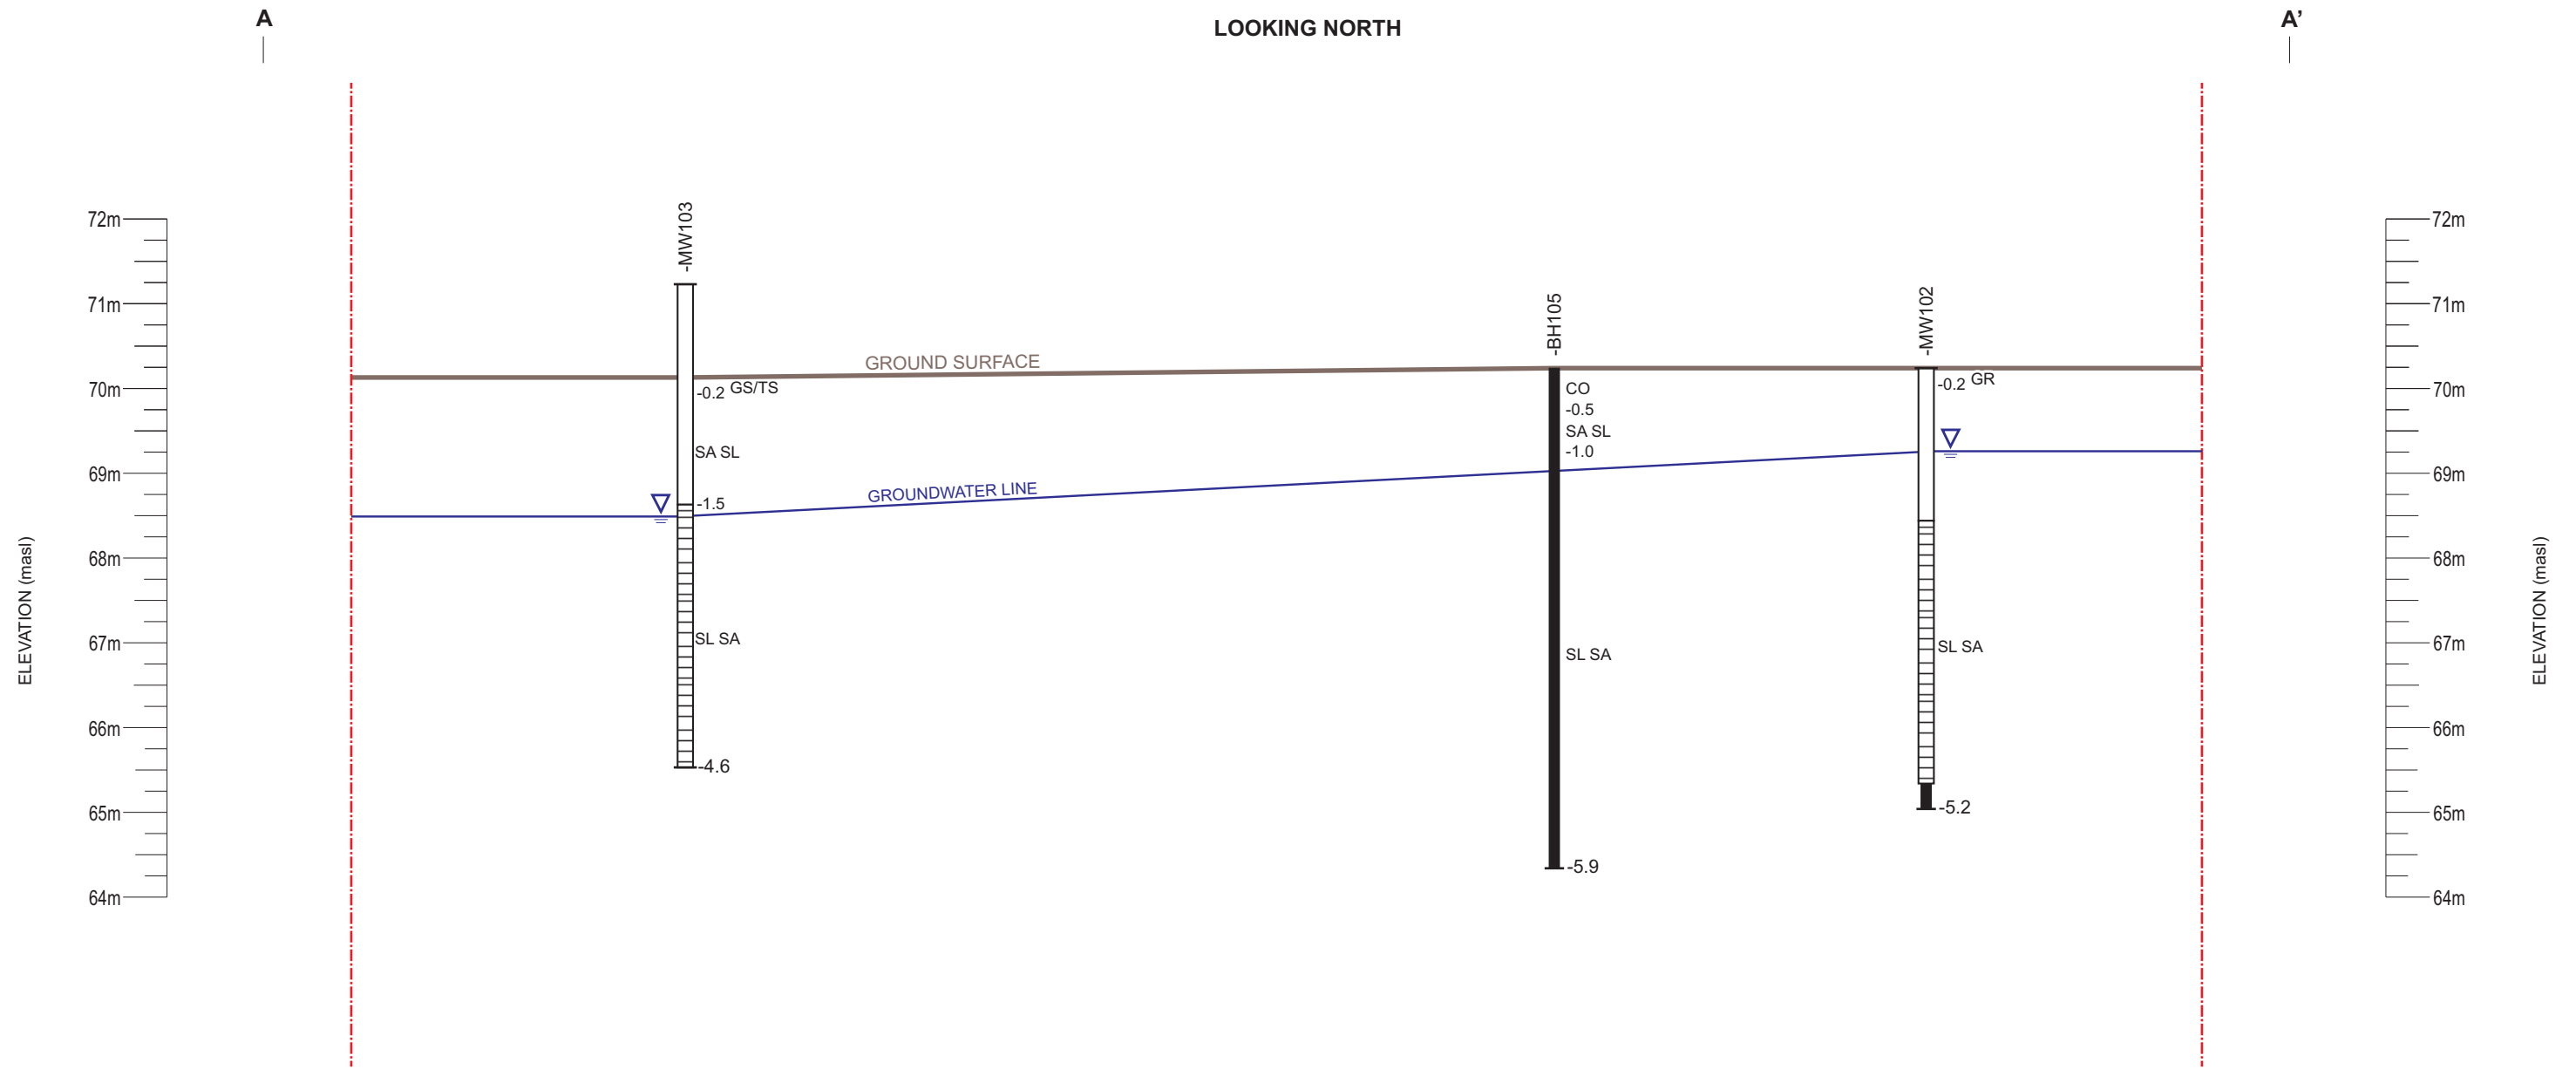 A
LOOKING NORTH
A’
72m
71m
70m
69m
68m
67m
66m
65m
64m
ELEVATION (masl)
-MW103
-0.2 GS/TS
SA SL
-1.5
SL SA
-4.6
GROUND SURFACE
GROUNDWATER LINE
-BH105
CO
-0.5
SA SL
-1.0
SL SA
-5.9
-MW102
-0.2 GR
SL SA
-5.2
72m
71m
70m
69m
68m
67m
66m
65m
64m
ELEVATION (masl)